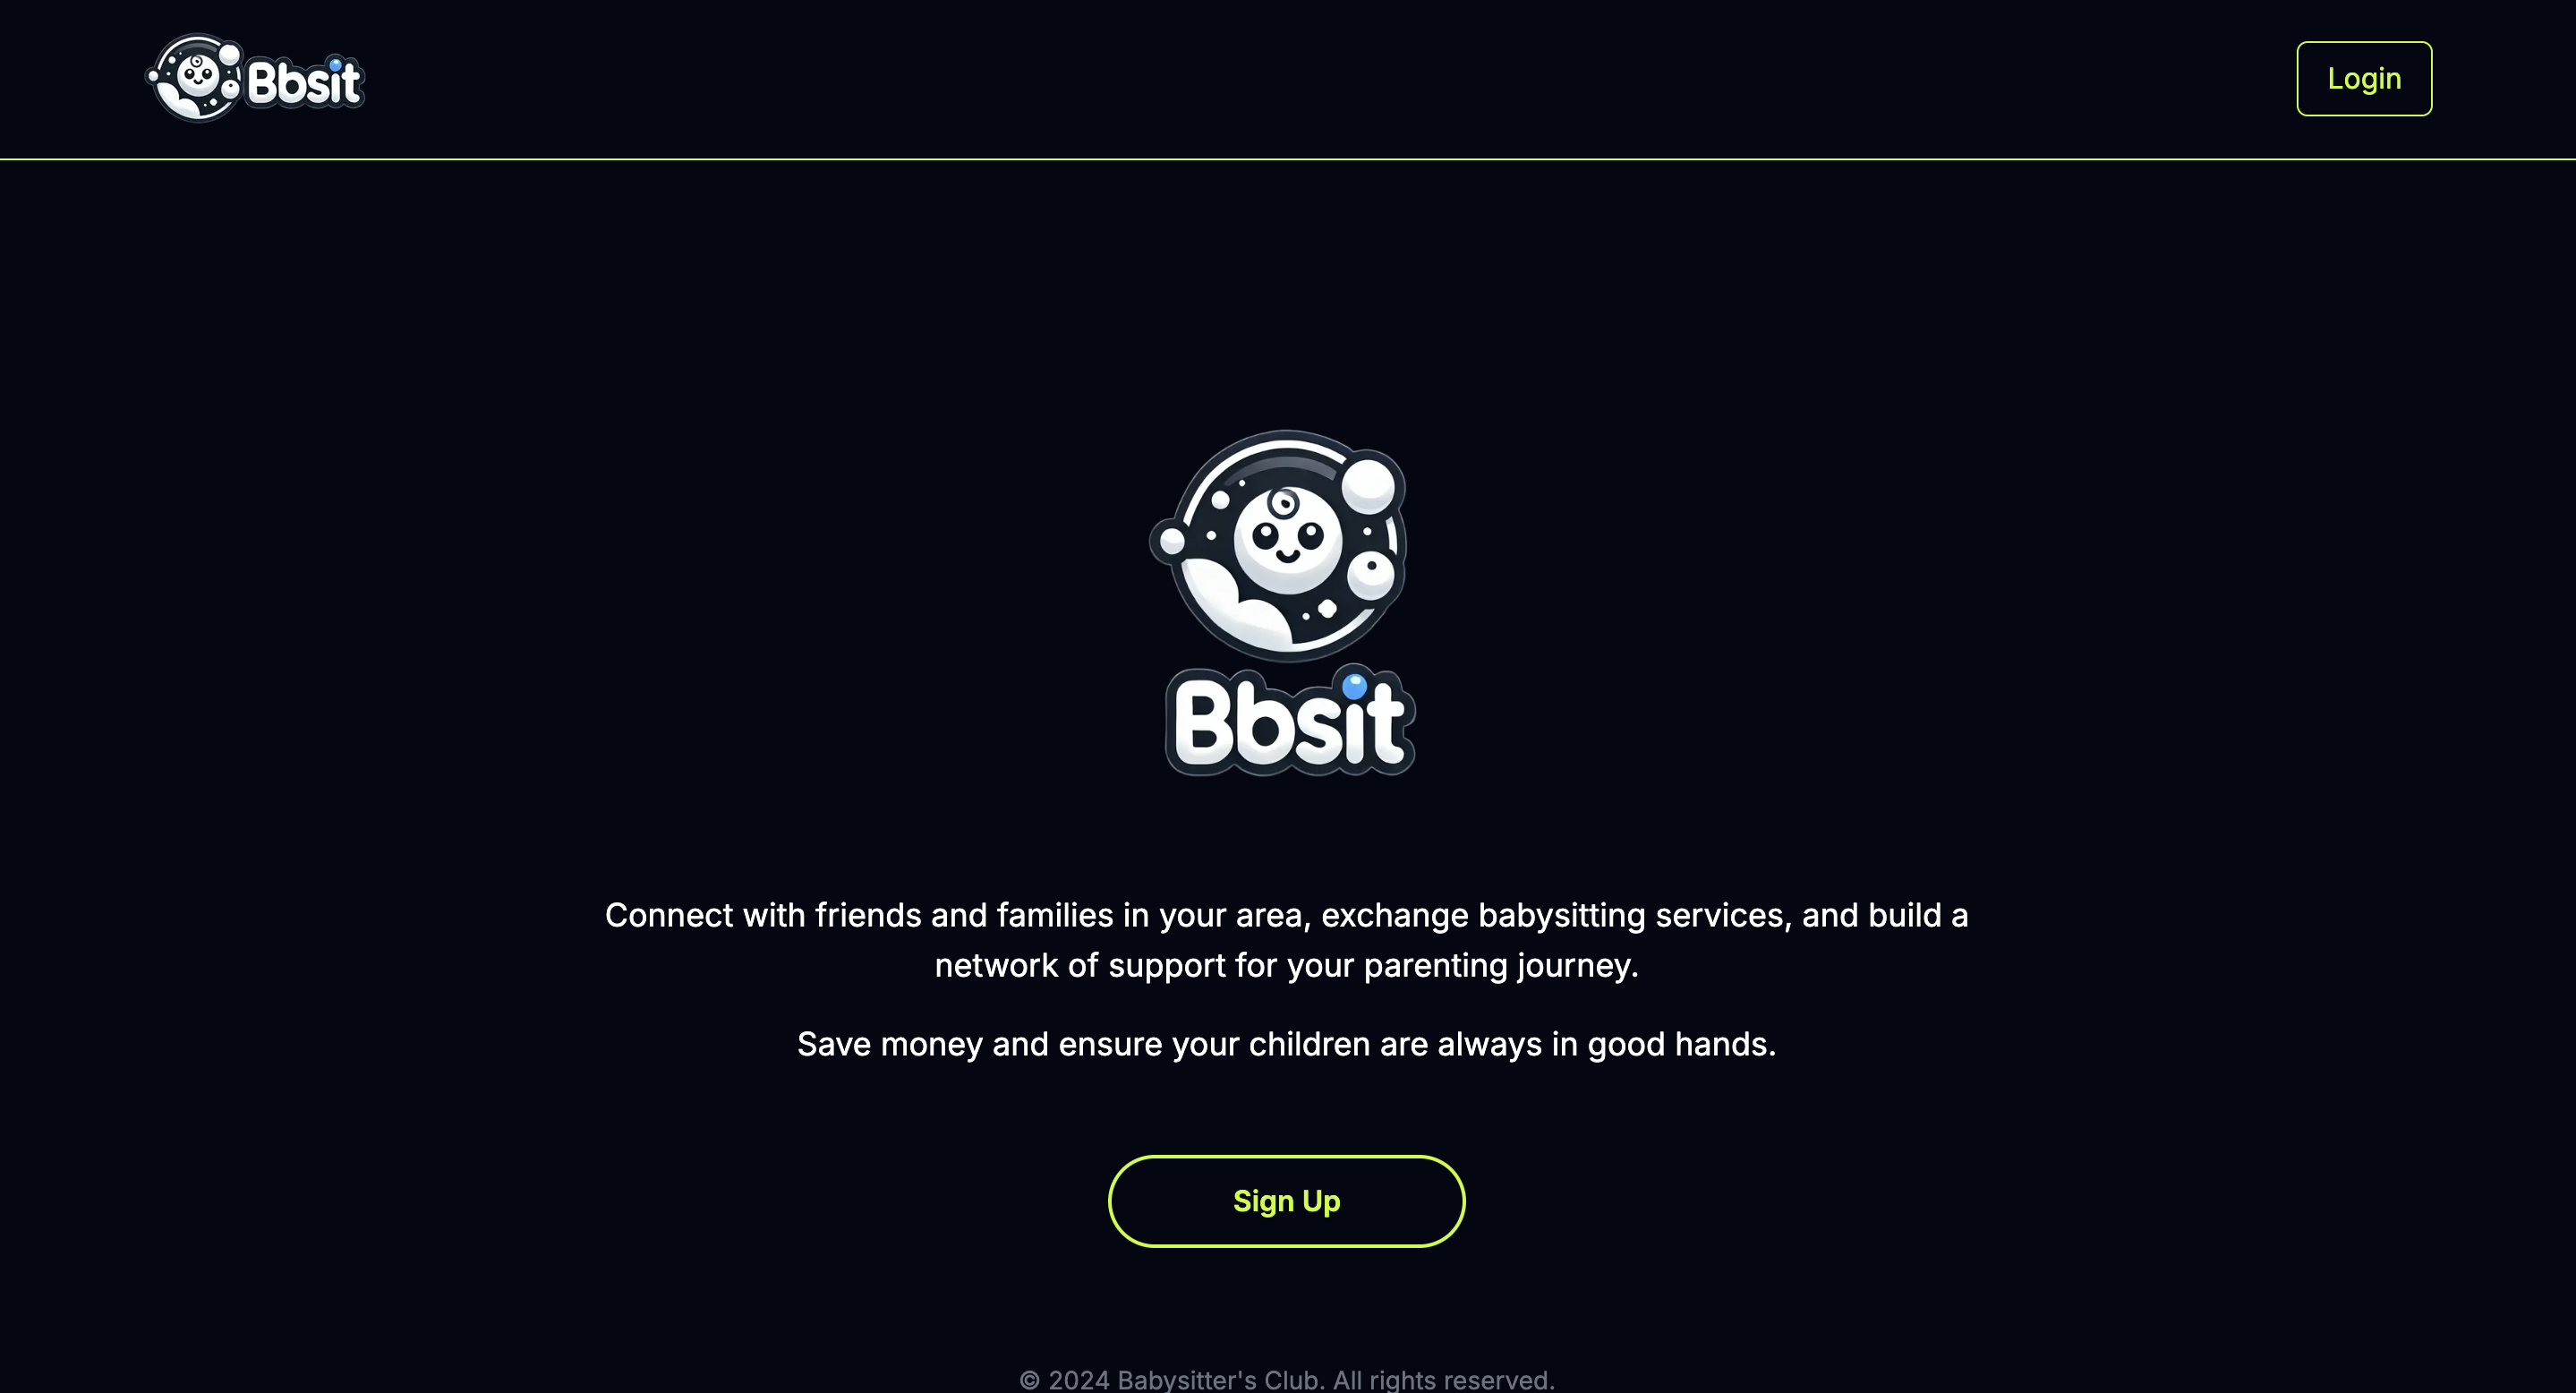 Bbsit
Login
Bbsit
Connect with friends and families in your area, exchange babysitting services, and build a
network of support for your parenting journey.
Save money and ensure your children are always in good hands.
Sign Up
© 2024 Babysitter's Club. All rights reserved.